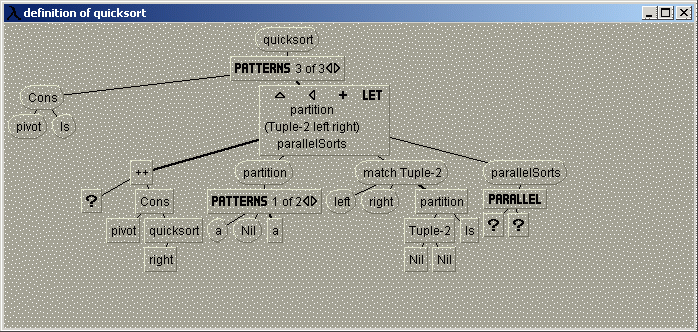 definition of quicksort
quicksort
PATTERNS 3 of 3
Cons
pivot ls
+ LET
partition
(Tuple-2 left right)
parallelSorts
++ partition match Tuple-2 parallelSorts
? Cons PATTERNS 1 of 2 left right partition PARALLEL
pivot quicksort a Nil a Tuple-2 ls ? ?
right Nil Nil